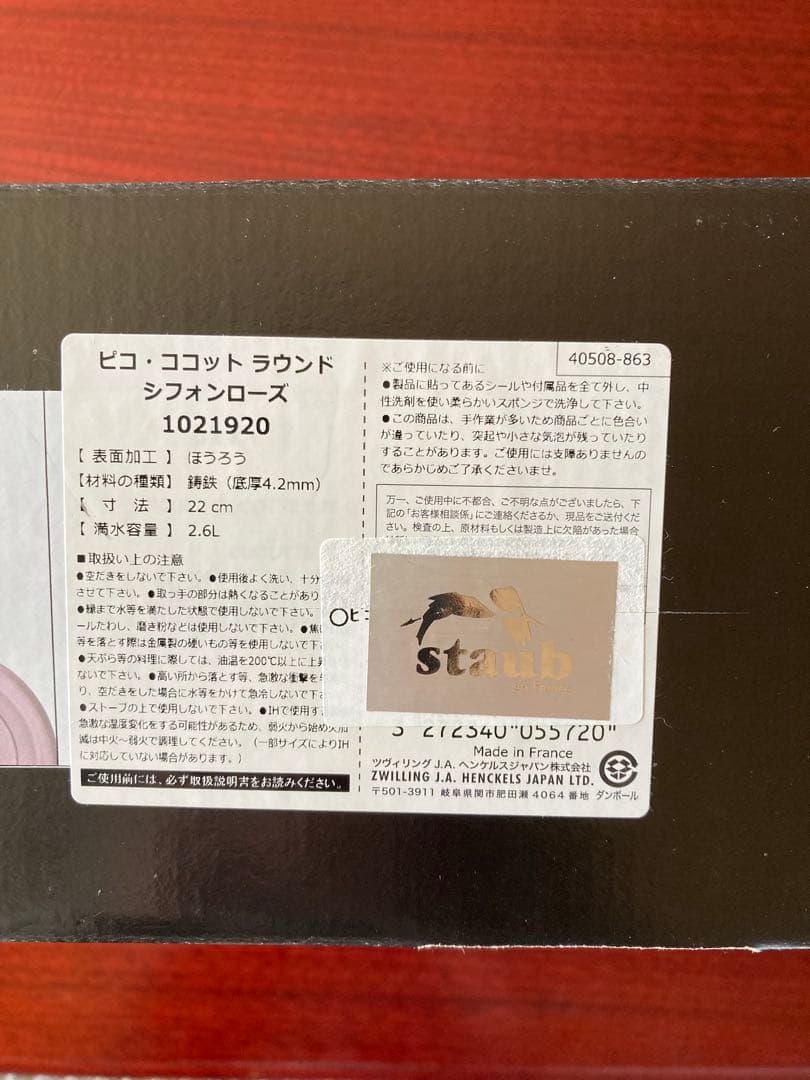 ピコ・ココット ラウンド
シフォンローズ
1021920
【 表面加工 】 ほうろう
【材料の種類】 鋳鉄（底厚4.2mm）
【 寸 法 】 22 cm
【 満水容量 】 2.6L
■取扱い上の注意
●空だきをしないで下さい。●使用後よく洗い、十分
させて下さい。●取っ手の部分は熱くなることがあり
●縁まで水等を満たした状態で使用しないで下さい。
ールたわし、磨き粉などは使用しないで下さい。●焦
等を落とす際は金属製の硬いもの等を使用しないで下
●天ぷら等の料理に際しては、油温を200℃以上に上昇
ないで下さい。●高い所から落とす等、急激な衝撃を
り、空だきをした場合に水等をかけて急冷しないで下
●ストーブの上で使用しないで下さい。●IHで使用す
急激な温度変化をする可能性があるため、弱火から始め火加
減は中火～弱火で調理してください。（一部サイズによりIH
に対応していない場合があります。）
ご使用前には、必ず取扱説明書をお読みください。
40508-863
※ご使用になる前に
●製品に貼ってあるシールや付属品を全て外し、中
性洗剤を使い柔らかいスポンジで洗浄して下さい。
●この商品は、手作業が多いため商品ごとに色合い
が違っていたり、突起や小さな気泡が残っていたり
することがあります。ご使用には支障ありませんの
であらかじめご了承くださいませ。
万一、ご使用中に不都合、ご不明な点がございましたら、下
記の「お客様相談係」にご連絡くださるか、現品をご送付くだ
さい。検査の上、原材料もしくは製造上に欠陥があった場合
staub
3 272340 055720
Made in France
ツヴィリング J.A. ヘンケルスジャパン株式会社
ZWILLING J.A. HENCKELS JAPAN LTD.
〒501-3911 岐阜県関市肥田瀬 4064 番地 ダンボール